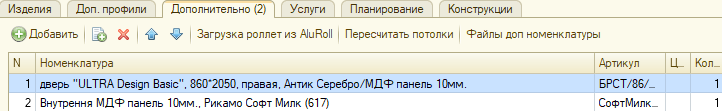 Изделия Доп. профили Дополнительно (2) Услуги Планирование Конструкции
Добавить Загрузка роллет из AluRoll Пересчитать потолки Файлы доп номенклатуры
N Номенклатура Артикул Ц... Кол...
1 дверь "ULTRA Design Basic", 860*2050, правая, Антик Серебро/МДФ панель 10мм. БРСТ/86/... 1
2 Внутрення МДФ панель 10мм., Рикамо Софт Милк (617) СофтМилк... 1